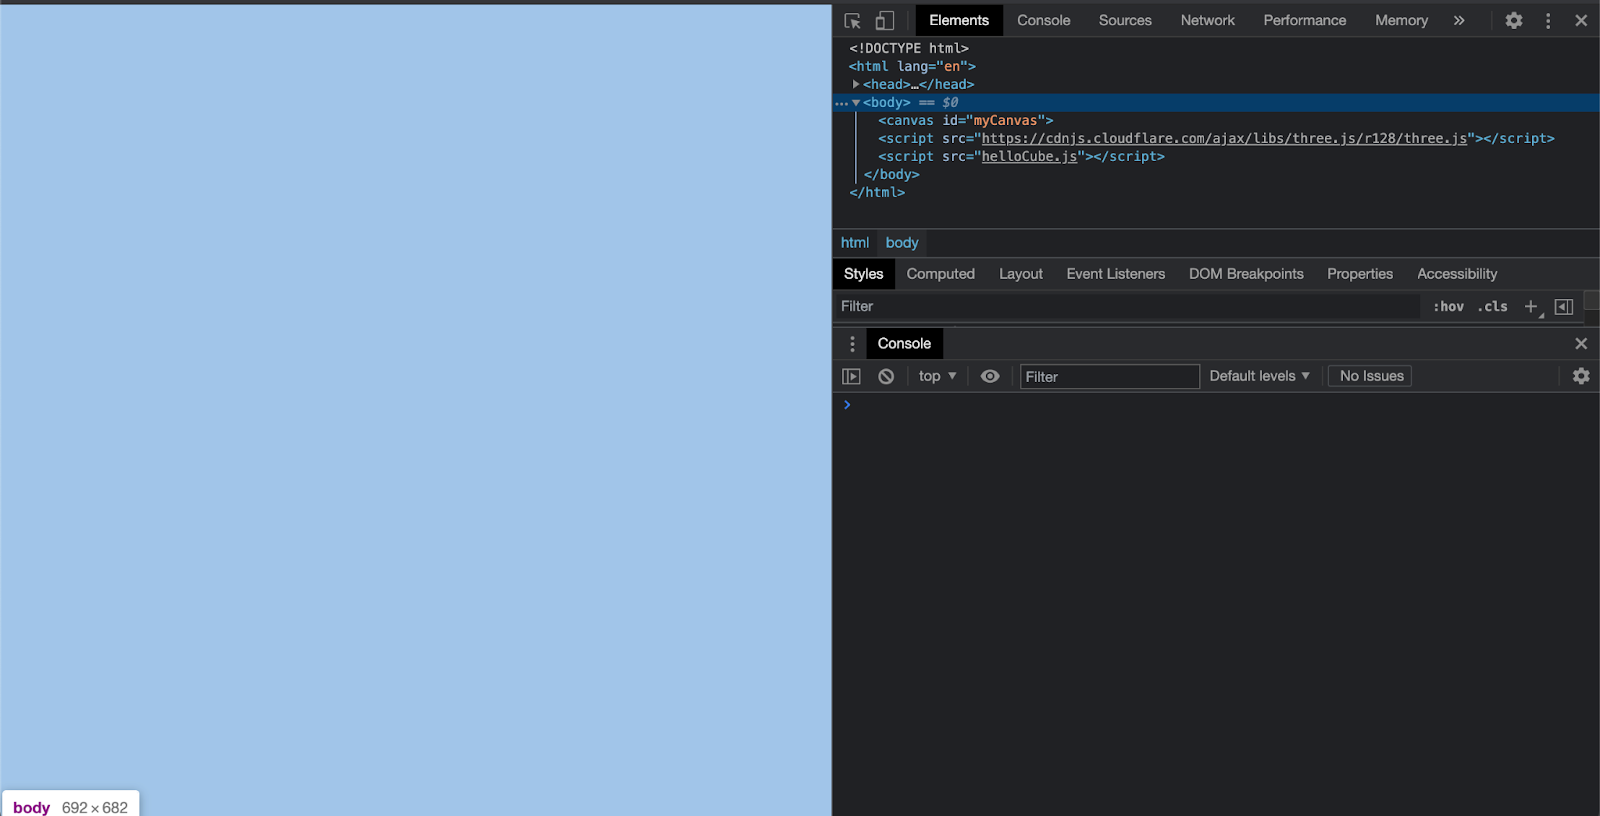 Elements Console Sources Network Performance Memory »
<!DOCTYPE html>
<html lang="en">
<head>…</head>
<body> == $0
<canvas id="myCanvas">
<script src="https://cdnjs.cloudflare.com/ajax/libs/three.js/r128/three.js"></script>
<script src="helloCube.js"></script>
</body>
</html>
html body
Styles Computed Layout Event Listeners DOM Breakpoints Properties Accessibility
Filter :hov .cls +
Console
top Filter Default levels No Issues
body 692 × 682